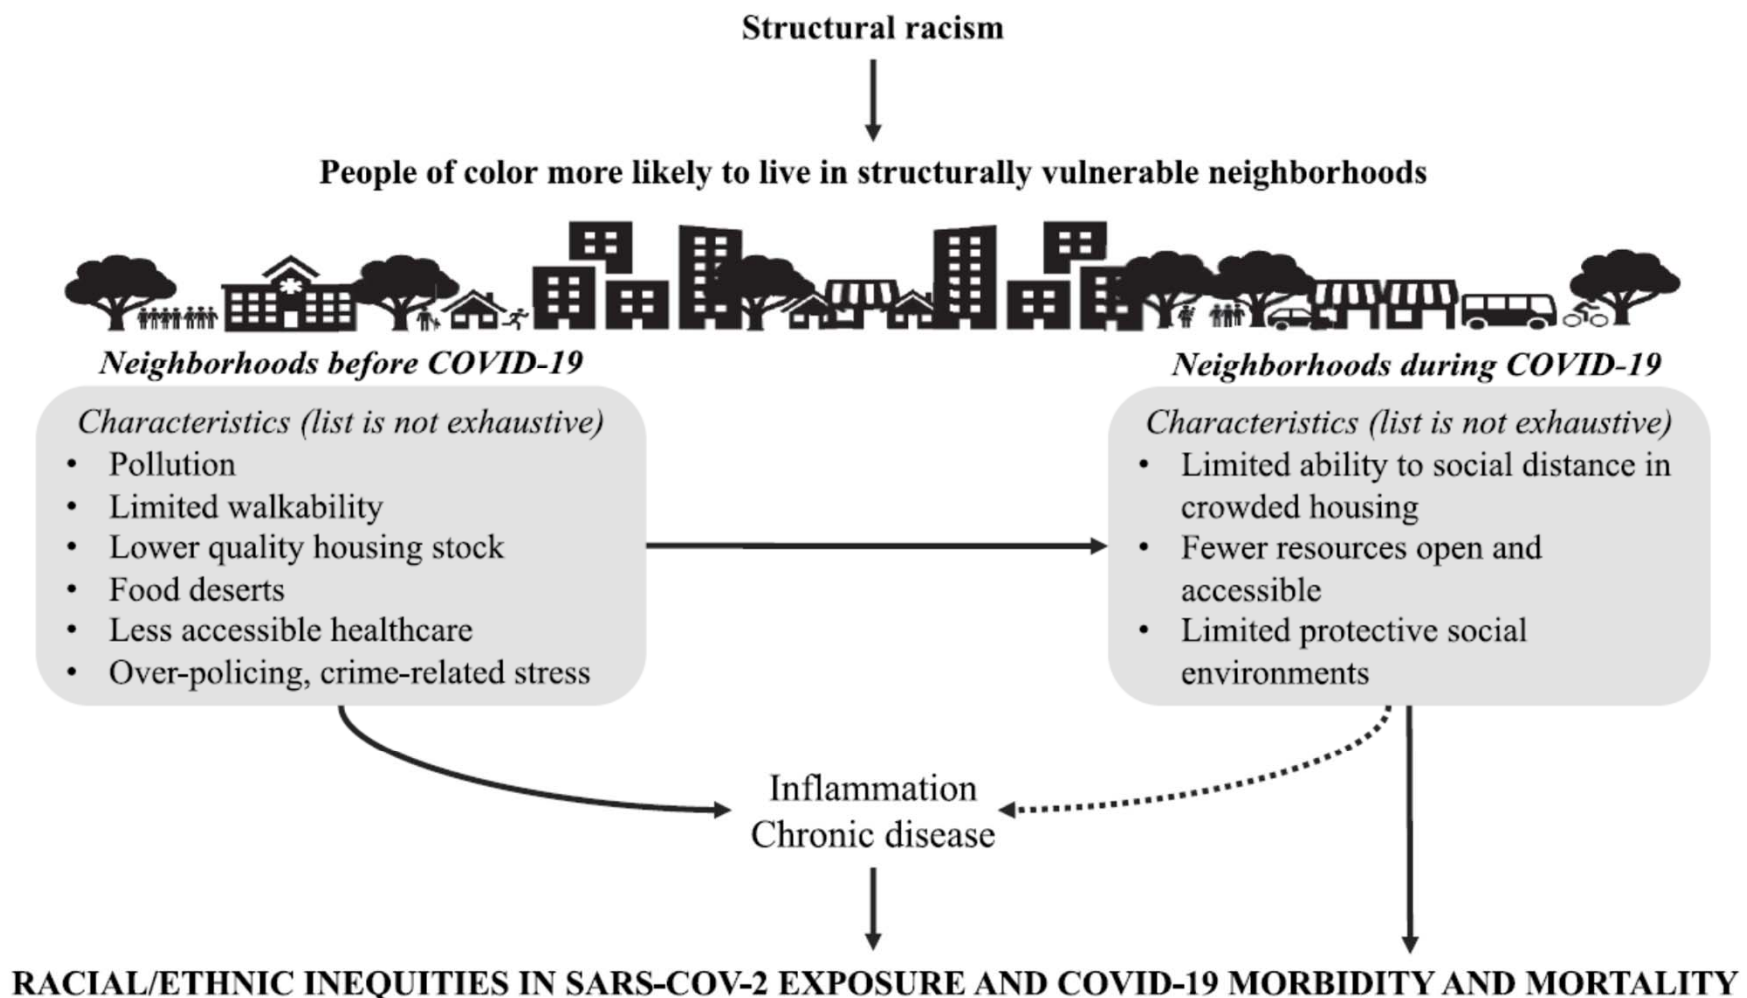 Structural racism
People of color more likely to live in structurally vulnerable neighborhoods
Neighborhoods before COVID-19
Characteristics (list is not exhaustive)
• Pollution
• Limited walkability
• Lower quality housing stock
• Food deserts
• Less accessible healthcare
• Over-policing, crime-related stress
Neighborhoods during COVID-19
Characteristics (list is not exhaustive)
• Limited ability to social distance in
crowded housing
• Fewer resources open and
accessible
• Limited protective social
environments
Inflammation
Chronic disease
RACIAL/ETHNIC INEQUITIES IN SARS-COV-2 EXPOSURE AND COVID-19 MORBIDITY AND MORTALITY